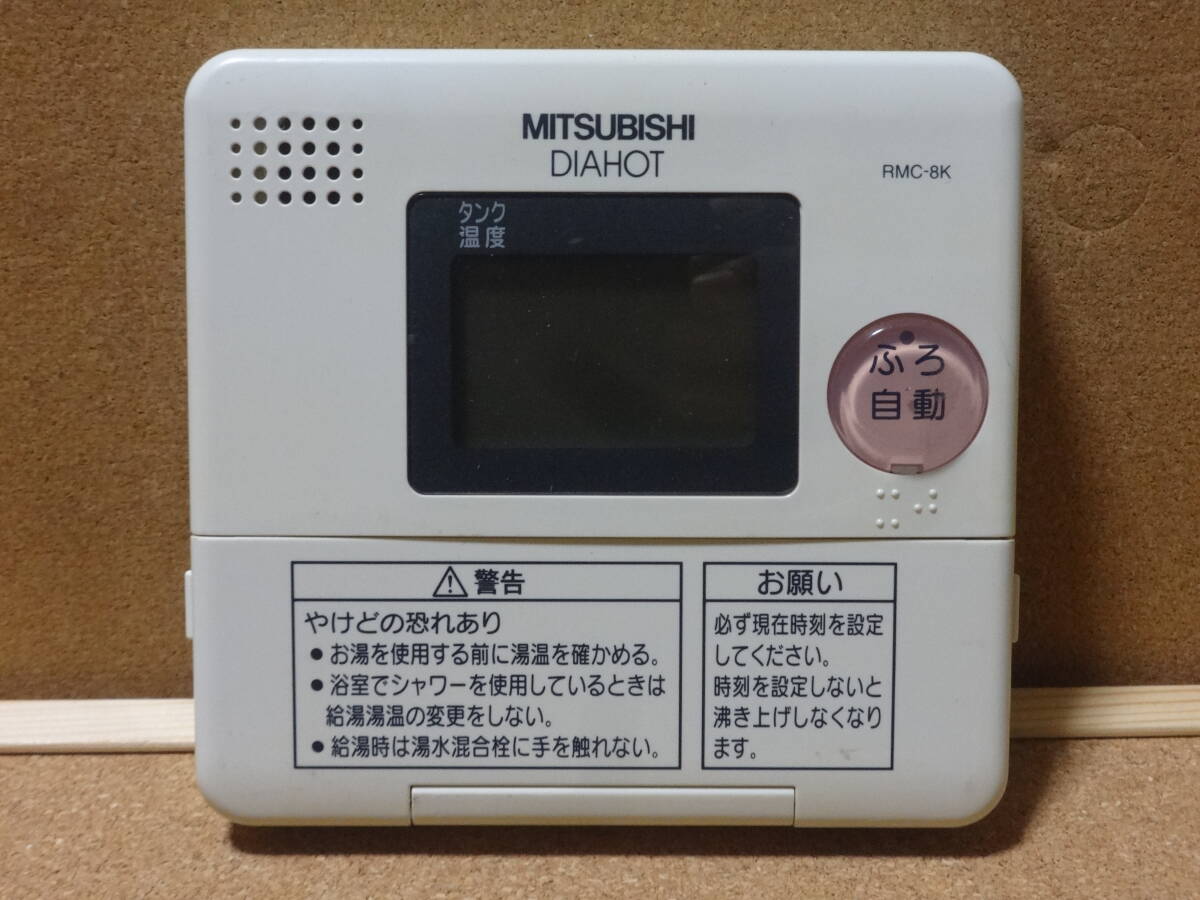 MITSUBISHI
DIAHOT
RMC-8K
タンク
温度
ふろ
自動
⚠警告
やけどの恐れあり
●お湯を使用する前に湯温を確かめる。
●浴室でシャワーを使用しているときは
給湯湯温の変更をしない。
●給湯時は湯水混合栓に手を触れない。
お願い
必ず現在時刻を設定
してください。
時刻を設定しないと
沸き上げしなくなり
ます。